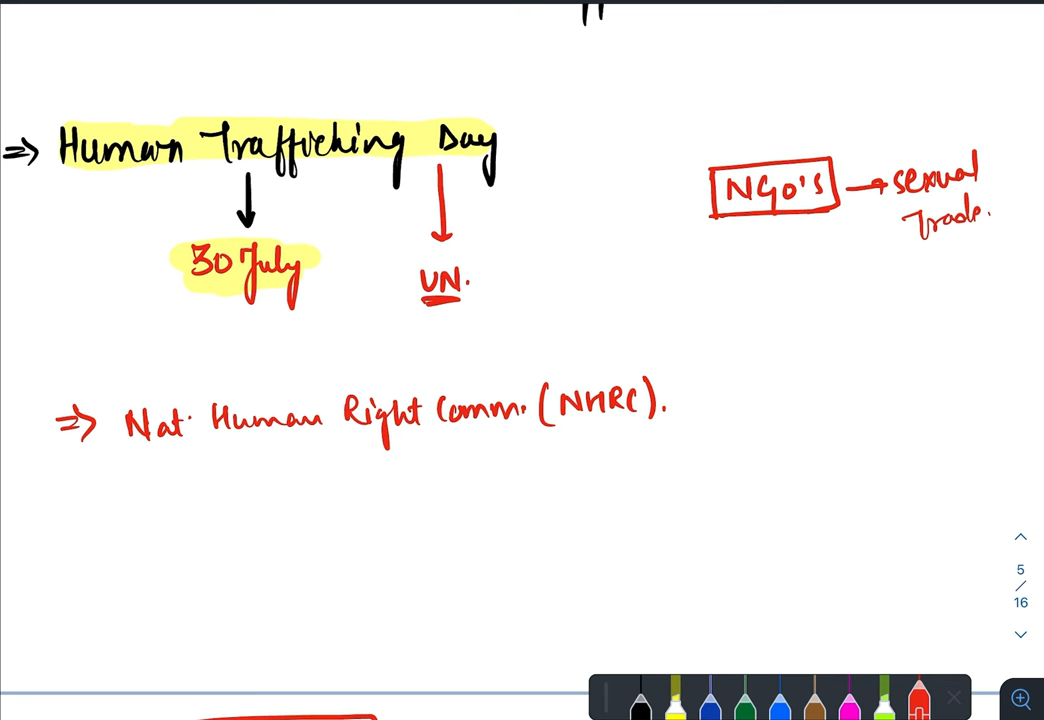 ⇒ Human Trafficking Day
NGO's → sexual
Trade.
30 July
UN.
⇒ Nat. Human Right Comm. (NHRC).
5
/
16